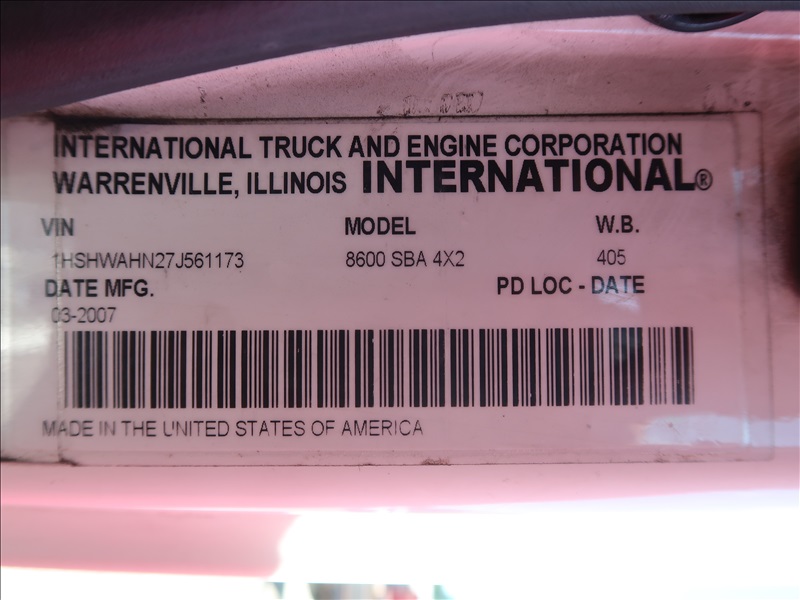 INTERNATIONAL TRUCK AND ENGINE CORPORATION
WARRENVILLE, ILLINOIS INTERNATIONAL®
VIN MODEL W.B.
1HSHWAHN27J561173 8600 SBA 4X2 405
DATE MFG. PD LOC - DATE
03-2007
MADE IN THE UNITED STATES OF AMERICA